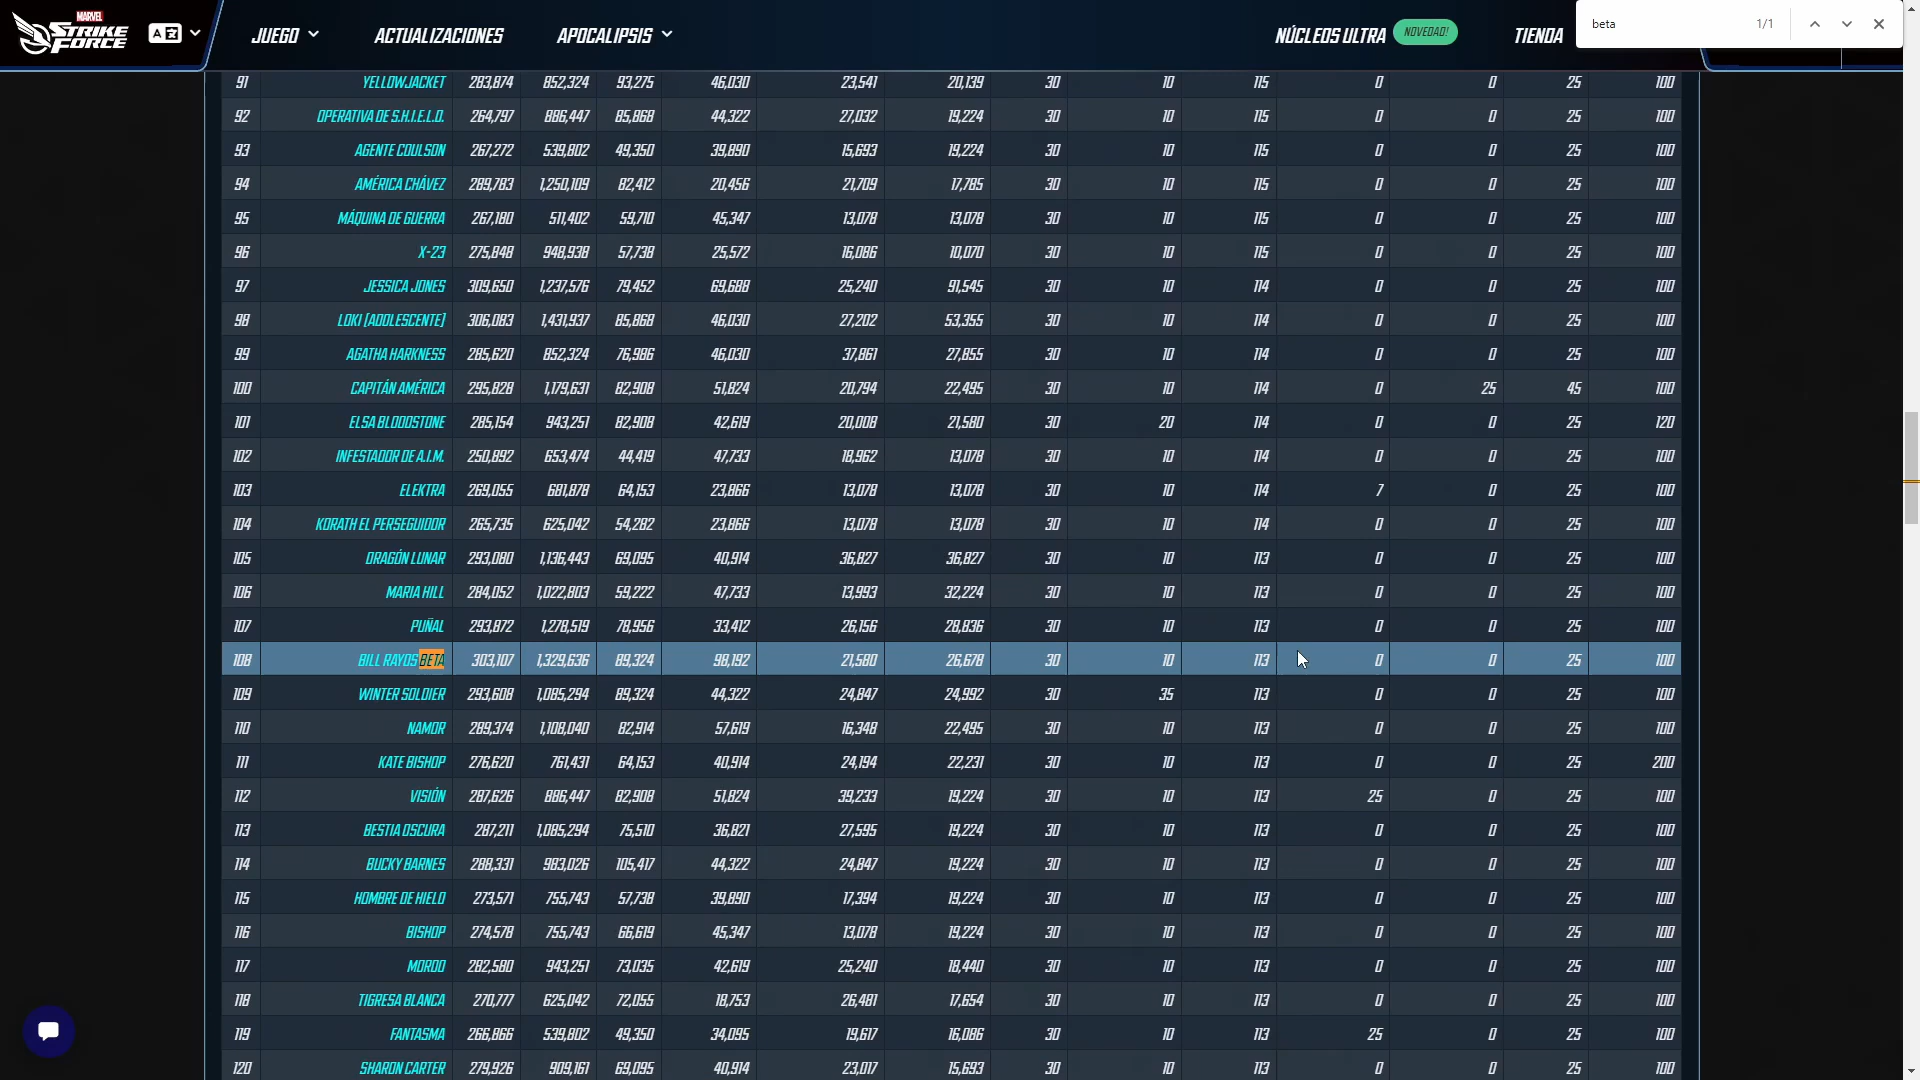 MARVEL STRIKE FORCE
JUEGO ACTUALIZACIONES APOCALIPSIS NÚCLEOS ULTRA NOVEDAD! TIENDA
beta 1/1
91 YELLOWJACKET 283,874 852,324 93,275 46,030 23,541 20,139 30 10 115 0 0 25 100
92 OPERATIVA DE S.H.I.E.L.D. 264,797 886,447 85,868 44,322 27,032 19,224 30 10 115 0 0 25 100
93 AGENTE COULSON 267,272 539,802 49,350 39,890 15,693 19,224 30 10 115 0 0 25 100
94 AMÉRICA CHÁVEZ 289,783 1,250,109 82,412 20,456 21,709 17,785 30 10 115 0 0 25 100
95 MÁQUINA DE GUERRA 267,180 511,402 59,710 45,347 13,078 13,078 30 10 115 0 0 25 100
96 X-23 275,848 948,938 57,738 25,572 16,086 10,070 30 10 115 0 0 25 100
97 JESSICA JONES 309,650 1,237,576 79,452 69,688 25,240 91,545 30 10 114 0 0 25 100
98 LOKI (ADOLESCENTE) 306,083 1,431,937 85,868 46,030 27,202 53,355 30 10 114 0 0 25 100
99 AGATHA HARKNESS 285,620 852,324 76,986 46,030 37,861 27,855 30 10 114 0 0 25 100
100 CAPITÁN AMÉRICA 295,828 1,179,631 82,908 51,824 20,794 22,495 30 10 114 0 25 45 100
101 ELSA BLOODSTONE 285,154 943,251 82,908 42,619 20,008 21,580 30 20 114 0 0 25 120
102 INFESTADOR DE A.I.M. 250,892 653,474 44,419 47,733 18,962 13,078 30 10 114 0 0 25 100
103 ELEKTRA 269,055 681,878 64,153 23,866 13,078 13,078 30 10 114 7 0 25 100
104 KORATH EL PERSEGUIDOR 265,735 625,042 54,282 23,866 13,078 13,078 30 10 114 0 0 25 100
105 DRAGÓN LUNAR 293,080 1,136,443 69,095 40,914 36,827 36,827 30 10 113 0 0 25 100
106 MARIA HILL 284,052 1,022,803 59,222 47,733 13,993 32,224 30 10 113 0 0 25 100
107 PUÑAL 293,872 1,278,519 78,956 33,412 26,156 28,836 30 10 113 0 0 25 100
108 BILL RAYOS BETA 303,107 1,329,636 89,324 98,192 21,580 26,678 30 10 113 0 0 25 100
109 WINTER SOLDIER 293,608 1,085,294 89,324 44,322 24,847 24,992 30 35 113 0 0 25 100
110 NAMOR 289,374 1,108,040 82,914 57,619 16,348 22,495 30 10 113 0 0 25 100
111 KATE BISHOP 276,620 761,431 64,153 40,914 24,194 22,231 30 10 113 0 0 25 200
112 VISIÓN 287,626 886,447 82,908 51,824 39,233 19,224 30 10 113 25 0 25 100
113 BESTIA OSCURA 287,211 1,085,294 75,510 36,821 27,595 19,224 30 10 113 0 0 25 100
114 BUCKY BARNES 288,331 983,026 105,417 44,322 24,847 19,224 30 10 113 0 0 25 100
115 HOMBRE DE HIELO 273,571 755,743 57,738 39,890 17,394 19,224 30 10 113 0 0 25 100
116 BISHOP 274,578 755,743 66,619 45,347 13,078 19,224 30 10 113 0 0 25 100
117 MORDO 282,580 943,251 73,035 42,619 25,240 18,440 30 10 113 0 0 25 100
118 TIGRESA BLANCA 270,777 625,042 72,055 18,753 26,481 17,654 30 10 113 0 0 25 100
119 FANTASMA 266,866 539,802 49,350 34,095 19,617 16,086 30 10 113 25 0 25 100
120 SHARON CARTER 279,926 909,161 69,095 40,914 23,017 15,693 30 10 113 0 0 25 100